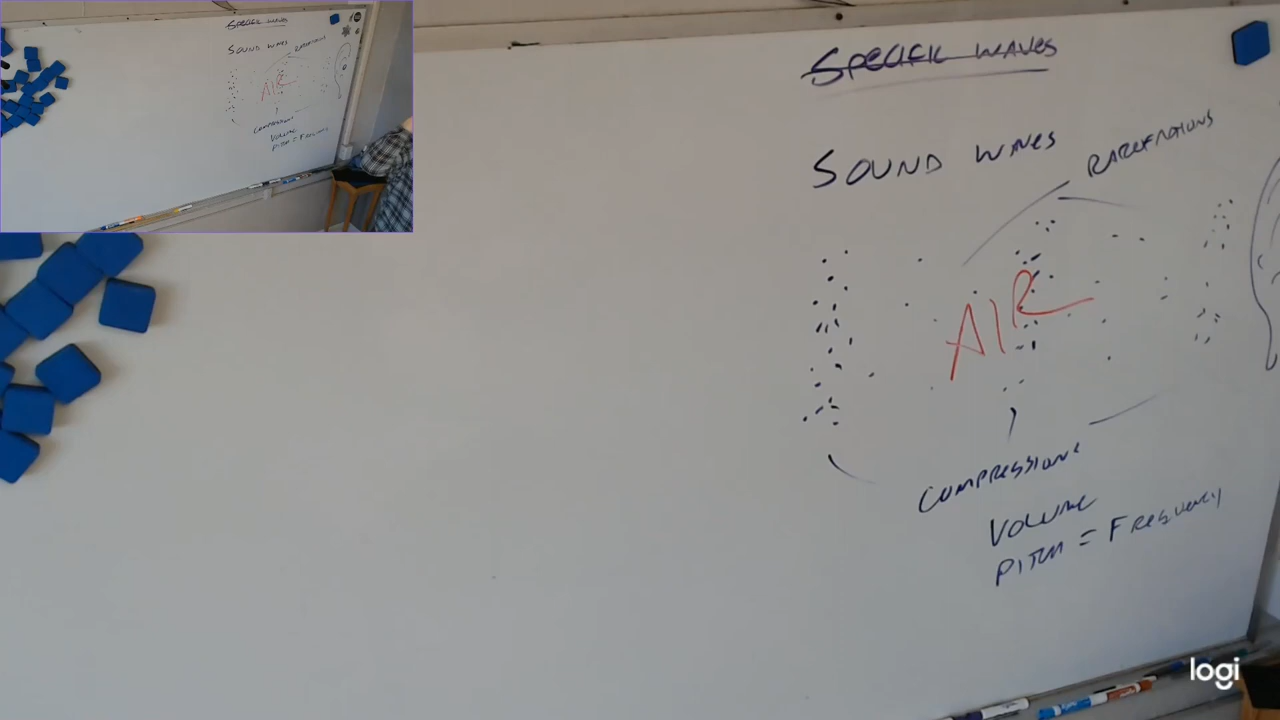 SPECIFIC WAVES
SOUND WAVES
RAREFACTIONS
AIR
COMPRESSIONS
VOLUME
PITCH = FREQUENCY
logi